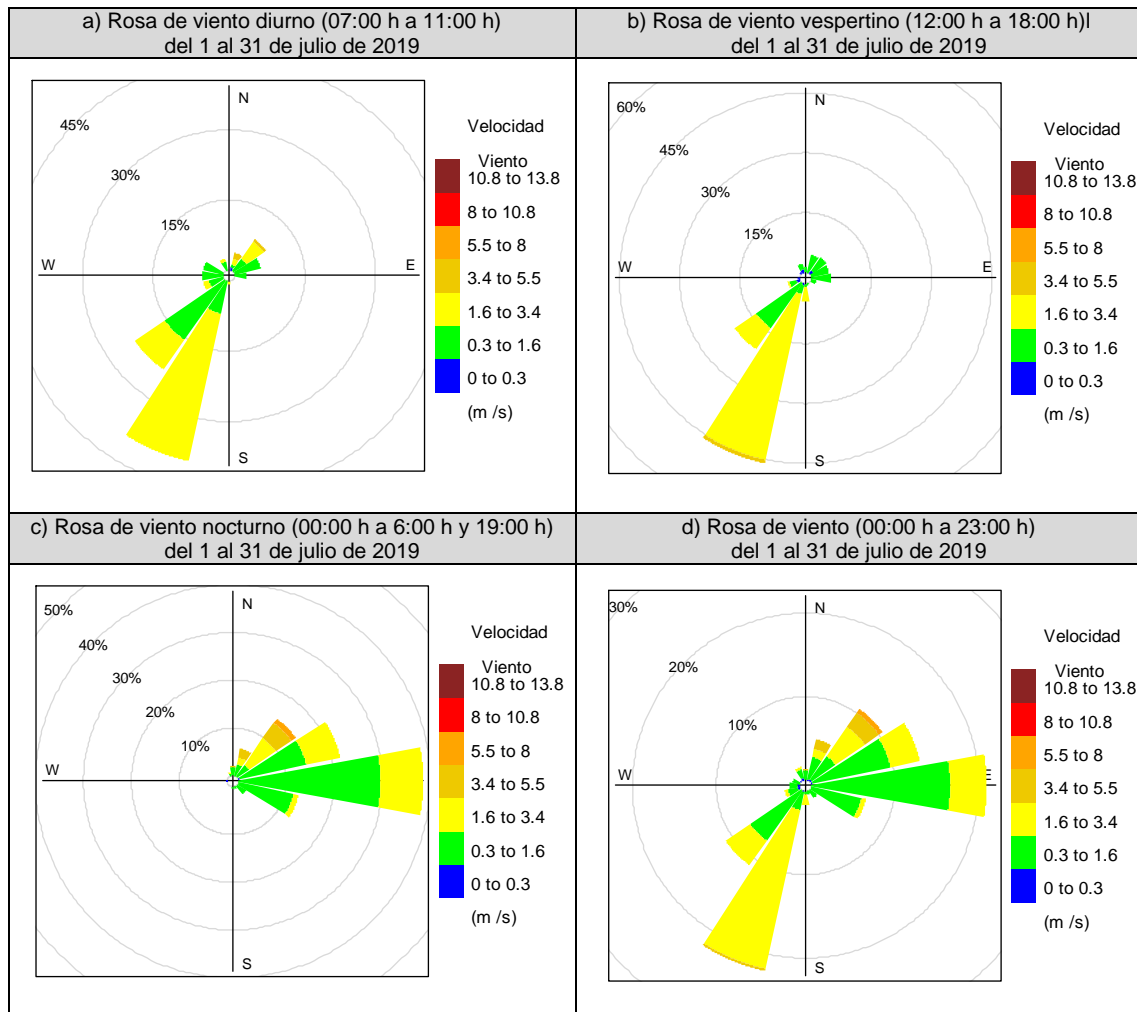 a) Rosa de viento diurno (07:00 h a 11:00 h)
del 1 al 31 de julio de 2019
b) Rosa de viento vespertino (12:00 h a 18:00 h)l
del 1 al 31 de julio de 2019
N
45%
30%
15%
W
E
S
Velocidad
Viento
10.8 to 13.8
8 to 10.8
5.5 to 8
3.4 to 5.5
1.6 to 3.4
0.3 to 1.6
0 to 0.3
(m /s)
N
60%
45%
30%
15%
W
E
S
Velocidad
Viento
10.8 to 13.8
8 to 10.8
5.5 to 8
3.4 to 5.5
1.6 to 3.4
0.3 to 1.6
0 to 0.3
(m /s)
c) Rosa de viento nocturno (00:00 h a 6:00 h y 19:00 h)
del 1 al 31 de julio de 2019
d) Rosa de viento (00:00 h a 23:00 h)
del 1 al 31 de julio de 2019
N
50%
40%
30%
20%
10%
W
S
Velocidad
Viento
10.8 to 13.8
8 to 10.8
5.5 to 8
3.4 to 5.5
1.6 to 3.4
0.3 to 1.6
0 to 0.3
(m /s)
N
30%
20%
10%
W
E
S
Velocidad
Viento
10.8 to 13.8
8 to 10.8
5.5 to 8
3.4 to 5.5
1.6 to 3.4
0.3 to 1.6
0 to 0.3
(m /s)